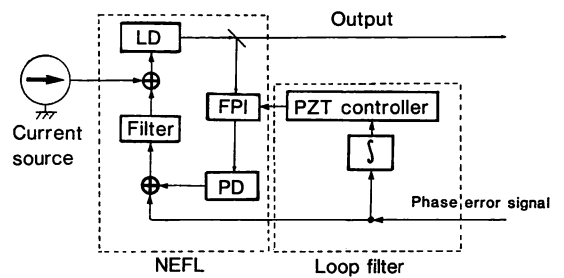 Output
LD
FPI
PZT controller
Current
source
Filter
∫
PD
Phase error signal
NEFL
Loop filter